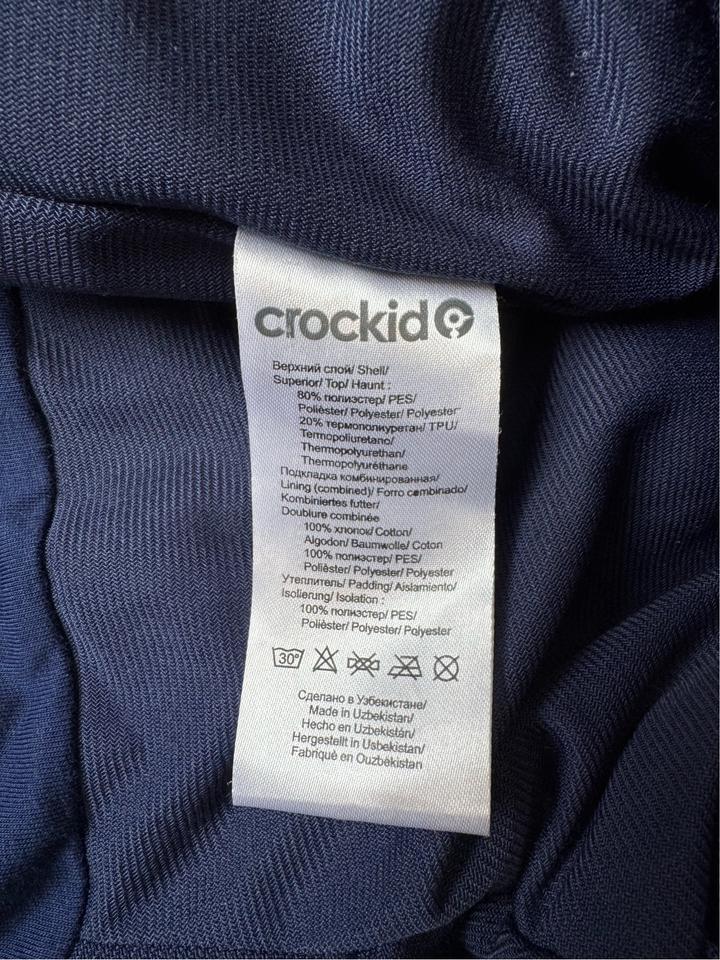 crockid
Верхний слой/ Shell/
Superior/ Top/ Haunt :
80% полиэстер/ PES/
Poliéster/ Polyester/ Polyester
20% термополиуретан/ TPU/
Termopoliuretano/
Thermopolyurethan/
Thermopolyuréthane
Подкладка комбинированная/
Lining (combined)/ Forro combinado/
Kombiniertes futter/
Doublure combinée
100% хлопок/ Cotton/
Algodon/ Baumwolle/ Coton
100% полиэстер/ PES/
Poliéster/ Polyester/ Polyester
Утеплитель/ Padding/ Aislamiento/
Isolierung/ Isolation :
100% полиэстер/ PES/
Poliéster/ Polyester/ Polyester
30°
Сделано в Узбекистане/
Made in Uzbekistan/
Hecho en Uzbekistán/
Hergestellt in Usbekistan/
Fabriqué en Ouzbékistan